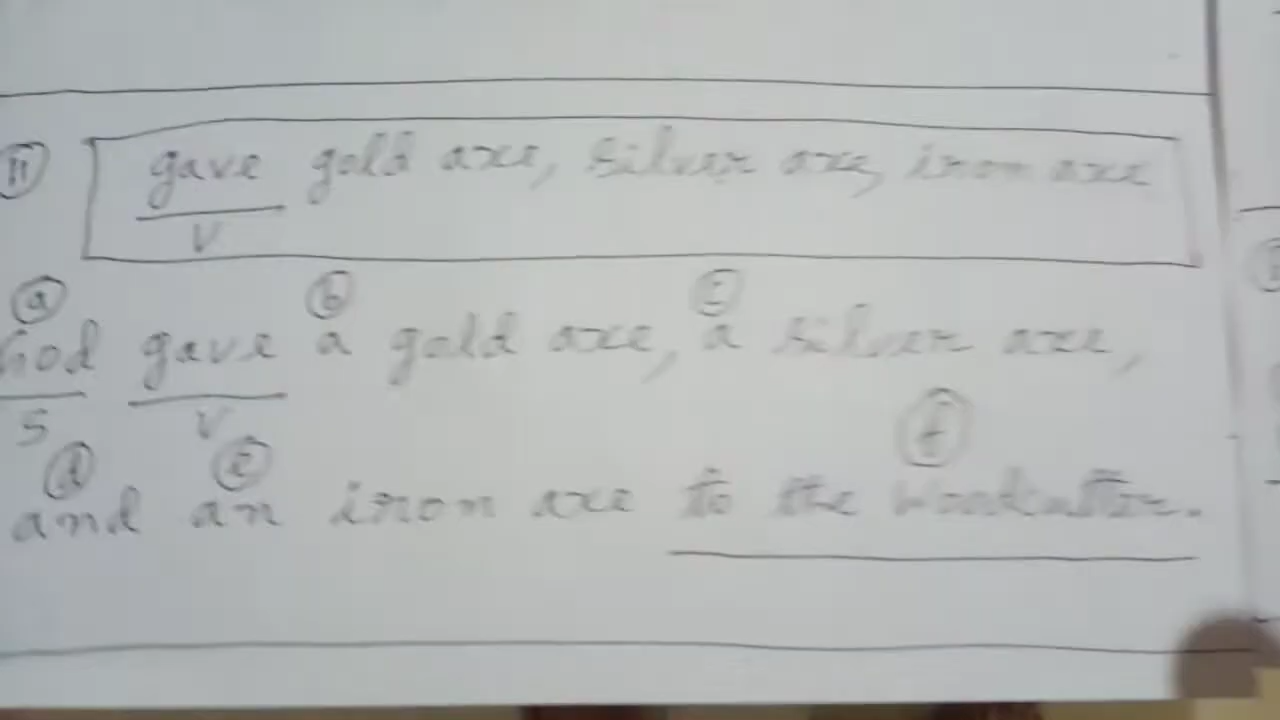 11 gave gold axe, silver axe, iron axe
V
a b c
God gave a gold axe, a silver axe,
S V f
d e
and an iron axe to the woodcutter.